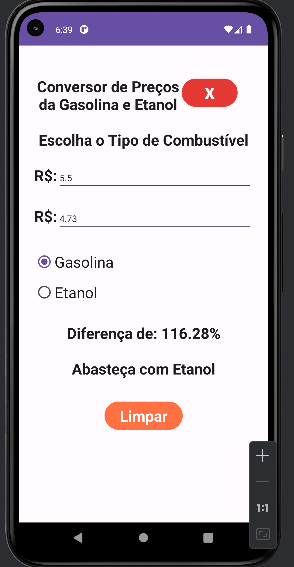 6:39
Conversor de Preços
da Gasolina e Etanol
X
Escolha o Tipo de Combustível
R$: 5.5
R$: 4.73
Gasolina
Etanol
Diferença de: 116.28%
Abasteça com Etanol
Limpar
1:1